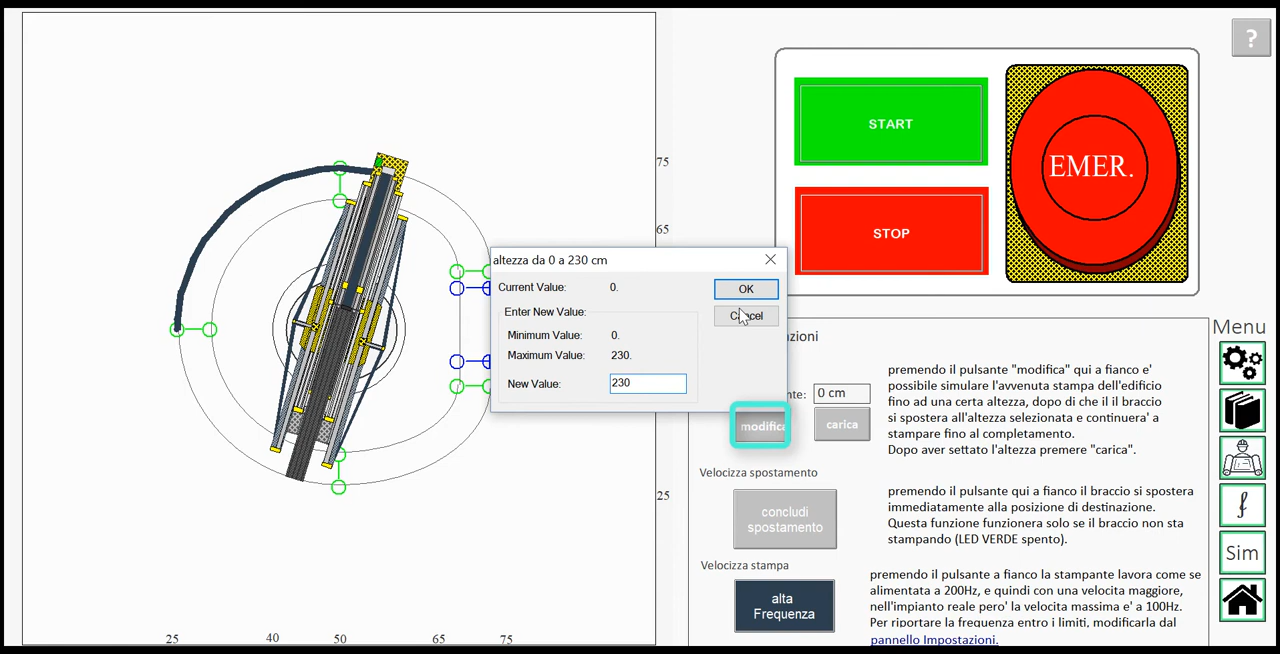 ?
START
EMER.
STOP
75
65
25
25
40
50
65
75
altezza da 0 a 230 cm
Current Value: 0.
OK
Enter New Value:
Minimum Value: 0.
Maximum Value: 230.
New Value: 230
0 cm
carica
Velocizza spostamento
concludi
spostamento
Velocizza stampa
alta
Frequenza
premendo il pulsante "modifica" qui a fianco e'
possibile simulare l'avvenuta stampa dell'edificio
fino ad una certa altezza, dopo di che il il braccio
si spostera all'altezza selezionata e continuera' a
stampare fino al completamento.
Dopo aver settato l'altezza premere "carica".
premendo il pulsante qui a fianco il braccio si spostera
immediatamente alla posizione di destinazione.
Questa funzione funzionera solo se il braccio non sta
stampando (LED VERDE spento).
premendo il pulsante a fianco la stampante lavora come se
alimentata a 200Hz, e quindi con una velocita maggiore,
nell'impianto reale pero' la velocita massima e' a 100Hz.
Per riportare la frequenza entro i limiti, modificarla dal
pannello Impostazioni.
Menu
f
Sim